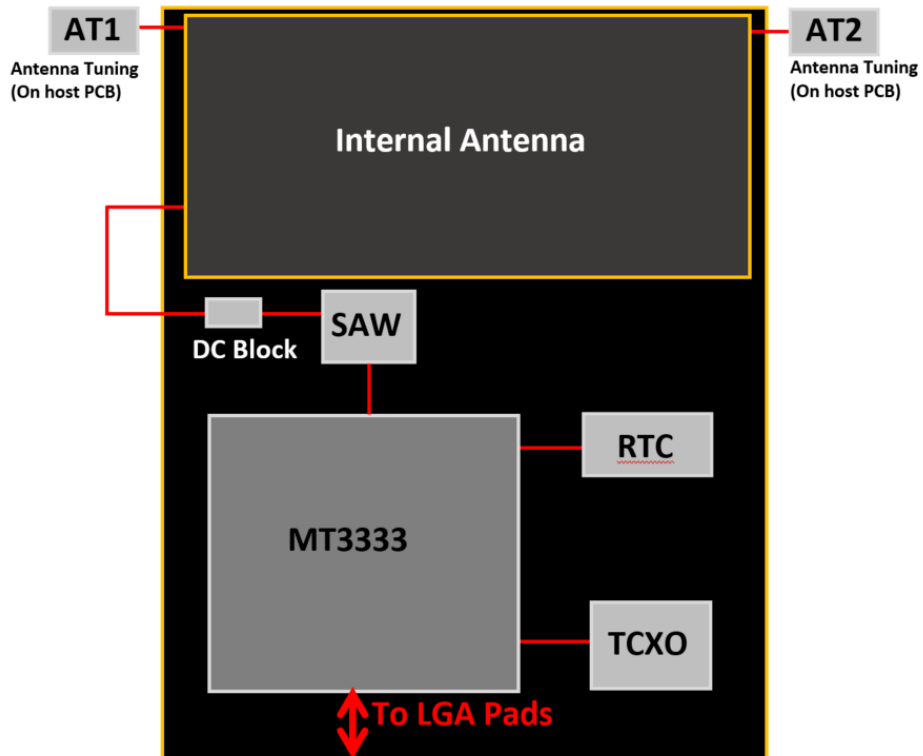 AT1
Antenna Tuning
(On host PCB)
AT2
Antenna Tuning
(On host PCB)
Internal Antenna
SAW
DC Block
RTC
MT3333
TCXO
To LGA Pads